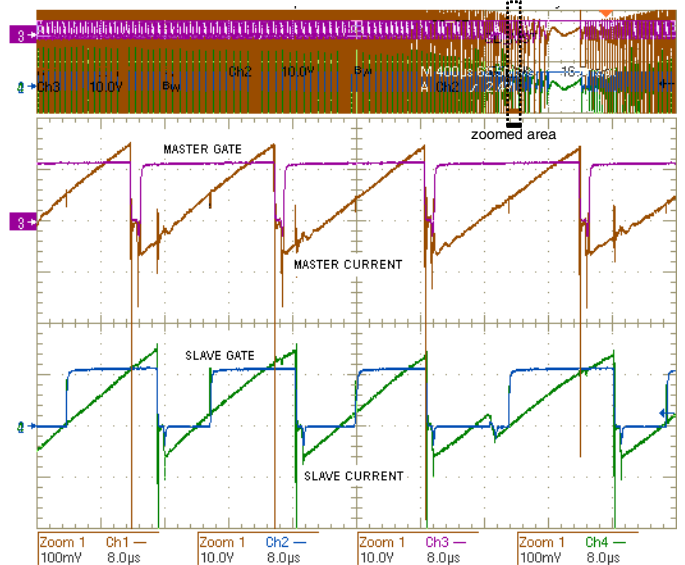 3
Ch2 10.0V Bw
M 400µs
Ch3 10.0V Bw
A Ch2 2.4V
zoomed area
MASTER GATE
3
MASTER CURRENT
SLAVE GATE
SLAVE CURRENT
Zoom 1 Ch1 Zoom 1 Ch2 Zoom 1 Ch3 Zoom 1 Ch4
100mV 8.0µs 10.0V 8.0µs 10.0V 8.0µs 100mV 8.0µs